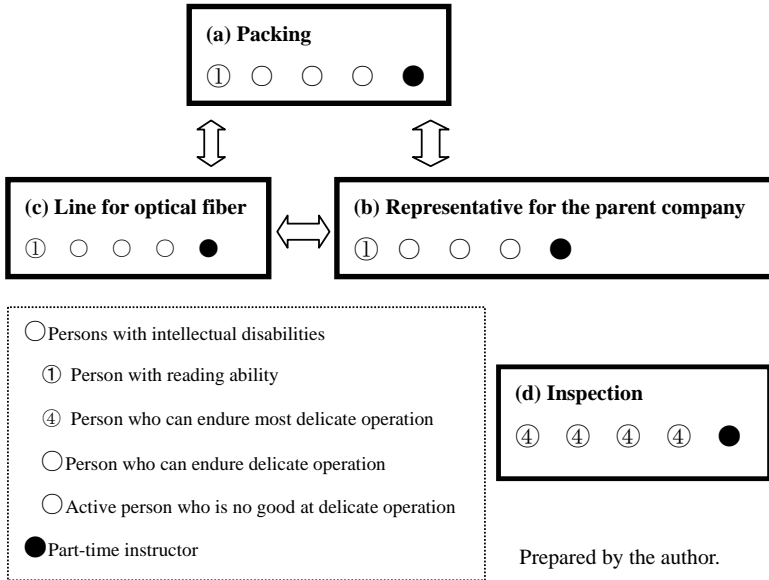 (a) Packing
① ○ ○ ○ ●
(c) Line for optical fiber
① ○ ○ ○ ●
(b) Representative for the parent company
① ○ ○ ○ ●
○Persons with intellectual disabilities
① Person with reading ability
④ Person who can endure most delicate operation
○Person who can endure delicate operation
○Active person who is no good at delicate operation
●Part-time instructor
(d) Inspection
④ ④ ④ ④ ●
Prepared by the author.